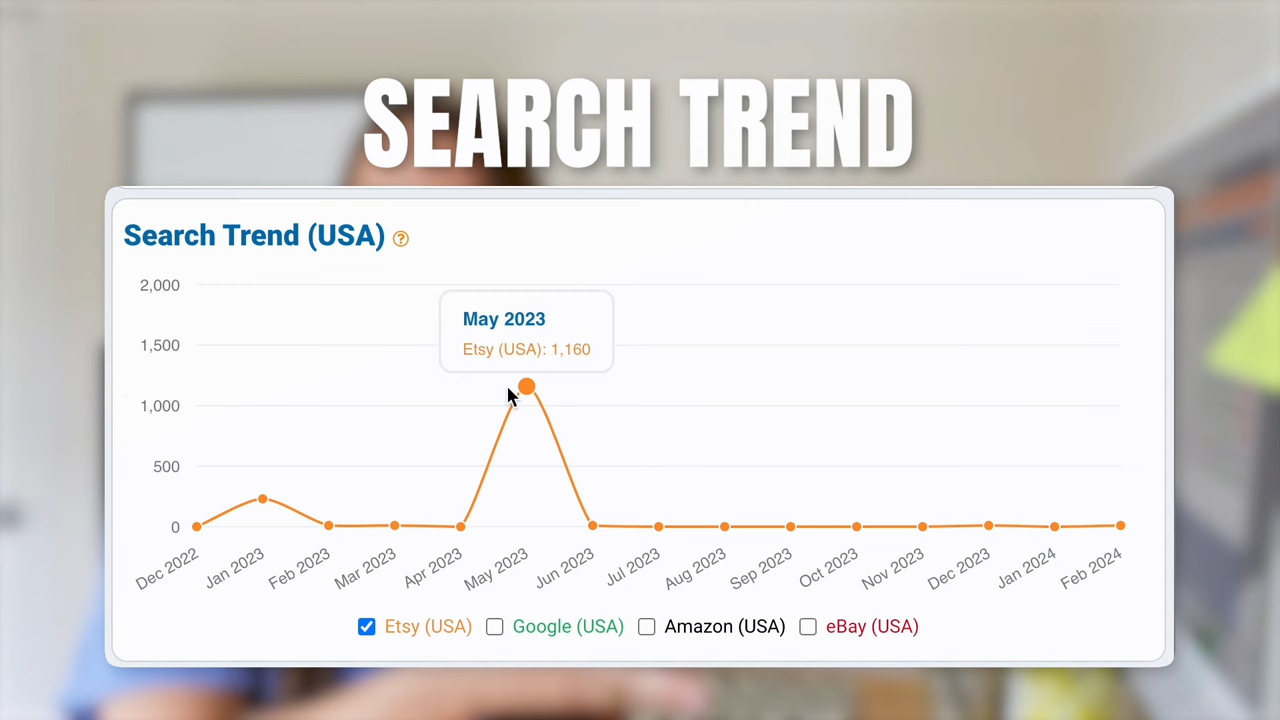 SEARCH TREND
Search Trend (USA) ?
2,000
1,500
1,000
500
0
May 2023
Etsy (USA): 1,160
Dec 2022
Jan 2023
Feb 2023
Mar 2023
Apr 2023
May 2023
Jun 2023
Jul 2023
Aug 2023
Sep 2023
Oct 2023
Nov 2023
Dec 2023
Jan 2024
Feb 2024
Etsy (USA) Google (USA) Amazon (USA) eBay (USA)